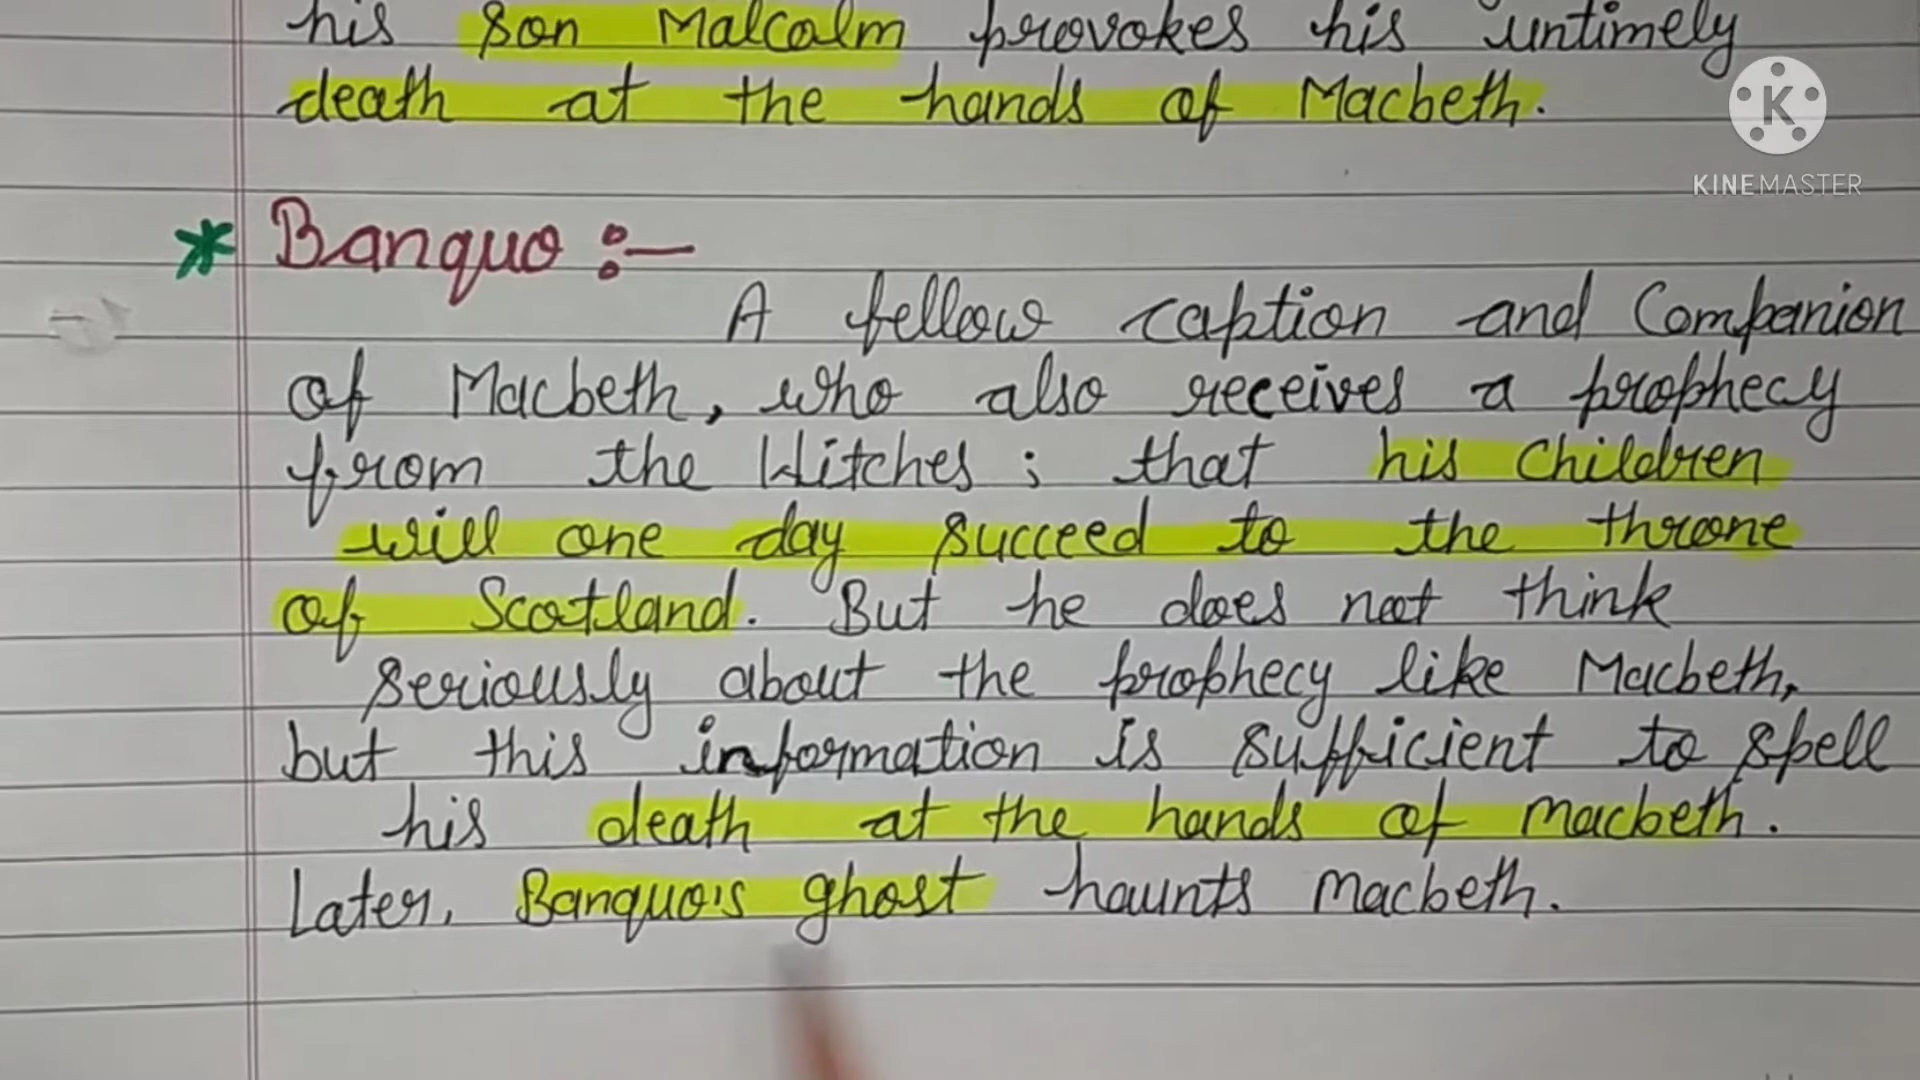 his son Malcalm provokes his untimely
death at the hands of Macbeth.
K
KINEMASTER
* Banquo :-
A fellow caption and Companion
of Macbeth, who also receives a prophecy
from the Witches ; that his children
will one day succeed to the throne
of Scotland. But he does not think
seriously about the prophecy like Macbeth,
but this information is sufficient to spell
his death at the hands of Macbeth.
Later, Banquo's ghost haunts Macbeth.